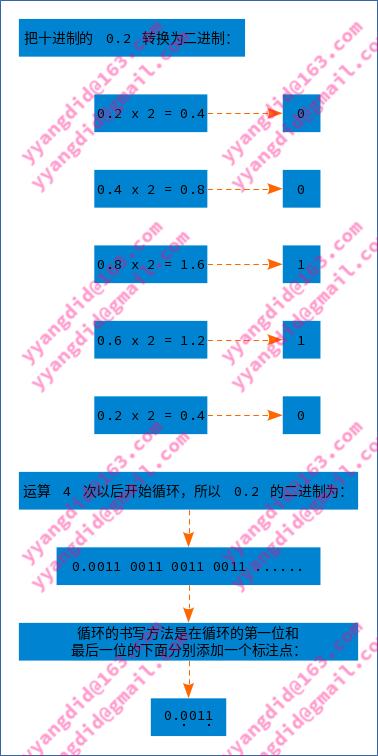 把十进制的 0.2 转换为二进制：
0.2 x 2 = 0.4 0
0.4 x 2 = 0.8 0
0.8 x 2 = 1.6 1
0.6 x 2 = 1.2 1
0.2 x 2 = 0.4 0
运算 4 次以后开始循环，所以 0.2 的二进制为：
0.0011 0011 0011 0011 ......
循环的书写方法是在循环的第一位和
最后一位的下面分别添加一个标注点：
0.0011
yyangdid@163.com
yyangdid@gmail.com
yyangdid@163.com
yyangdid@gmail.com
yyangdid@163.com
yyangdid@gmail.com
yyangdid@163.com
yyangdid@gmail.com
yyangdid@163.com
yyangdid@gmail.com
yyangdid@163.com
yyangdid@gmail.com